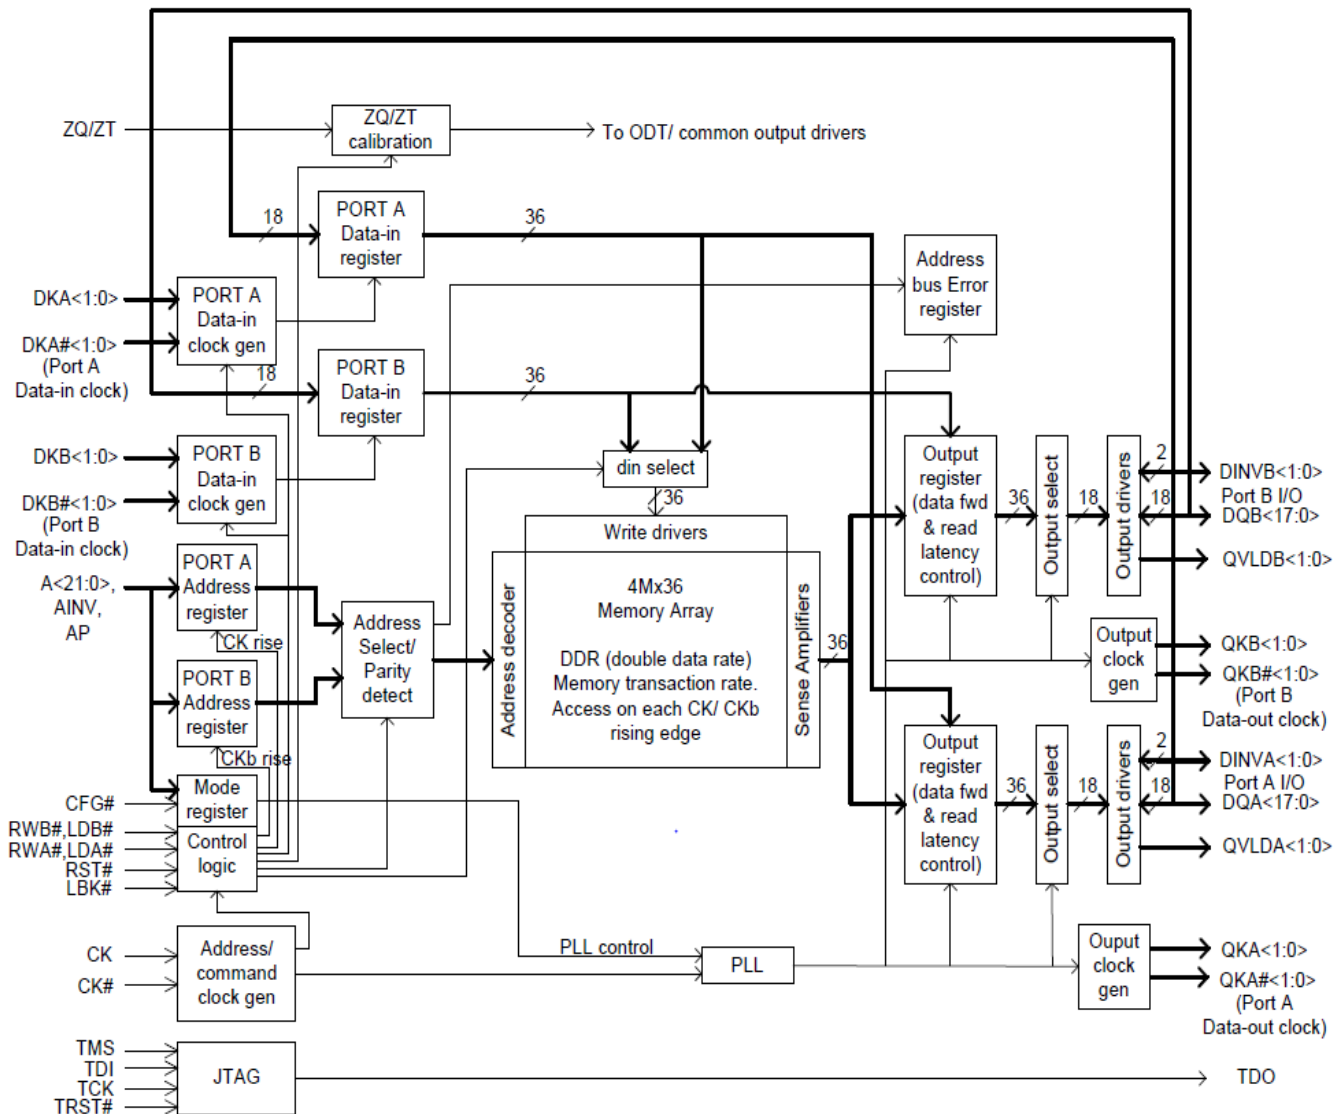 ZQ/ZT
ZQ/ZT
calibration
To ODT/ common output drivers
18
PORT A
Data-in
register
36
Address
bus Error
register
DKA<1:0>
DKA#<1:0>
(Port A
Data-in clock)
PORT A
Data-in
clock gen
18
PORT B
Data-in
register
36
DKB<1:0>
DKB#<1:0>
(Port B
Data-in clock)
PORT B
Data-in
clock gen
din select
36
Write drivers
4Mx36
Memory Array
DDR (double data rate)
Memory transaction rate.
Access on each CK/ CKb
rising edge
Address decoder
Sense Amplifiers
36
A<21:0>,
AINV,
AP
PORT A
Address
register
CK rise
PORT B
Address
register
CKb rise
Address
Select/
Parity
detect
Mode
register
Control
logic
CFG#
RWB#,LDB#
RWA#,LDA#
RST#
LBK#
CK
CK#
Address/
command
clock gen
PLL control
PLL
TMS
TDI
TCK
TRST#
JTAG
TDO
Output
register
(data fwd
& read
latency
control)
36
Output select
18
Output drivers
2
18
DINVB<1:0>
Port B I/O
DQB<17:0>
QVLDB<1:0>
Output
clock
gen
QKB<1:0>
QKB#<1:0>
(Port B
Data-out clock)
Output
register
(data fwd
& read
latency
control)
36
Output select
18
Output drivers
2
18
DINVA<1:0>
Port A I/O
DQA<17:0>
QVLDA<1:0>
Ouput
clock
gen
QKA<1:0>
QKA#<1:0>
(Port A
Data-out clock)